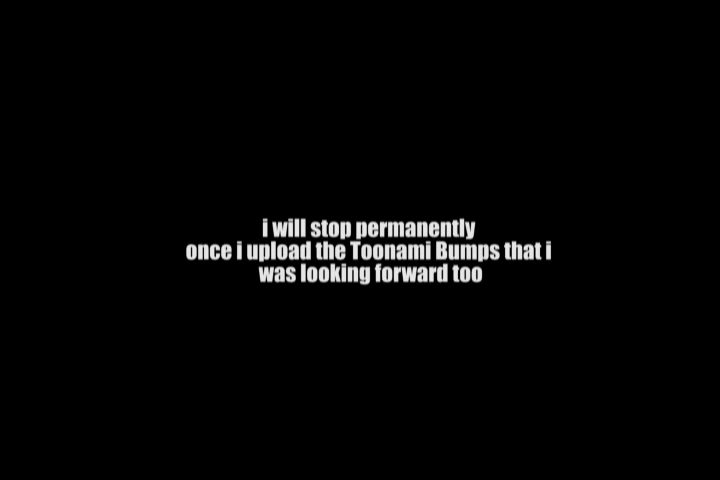 i will stop permanently
once i upload the Toonami Bumps that i
was looking forward too